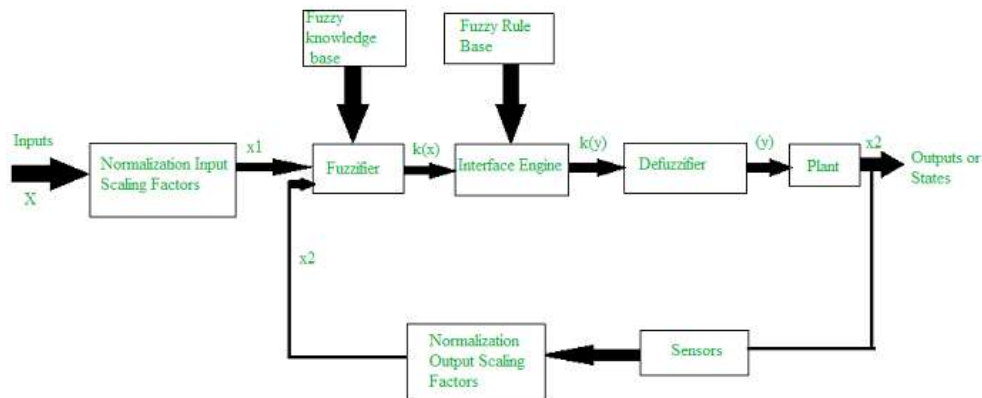 Fuzzy
knowledge
base
Fuzzy Rule
Base
Inputs
X
Normalization Input
Scaling Factors
x1
Fuzzifier
k(x)
Interface Engine
k(y)
Defuzzifier
(y)
Plant
x2
Outputs or
States
x2
Normalization
Output Scaling
Factors
Sensors